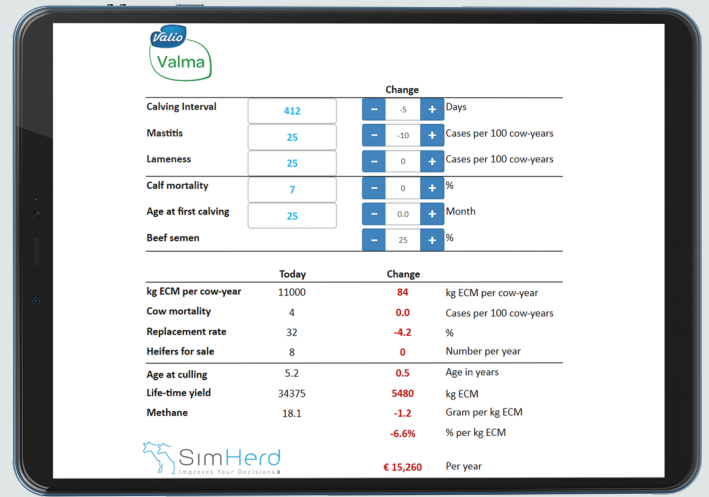 Valio
Valma
Change
Calving Interval 412 - -5 + Days
Mastitis 25 - -10 + Cases per 100 cow-years
Lameness 25 - 0 + Cases per 100 cow-years
Calf mortality 7 - 0 + %
Age at first calving 25 - 0.0 + Month
Beef semen - 25 + %
Today Change
kg ECM per cow-year 11000 84 kg ECM per cow-year
Cow mortality 4 0.0 Cases per 100 cow-years
Replacement rate 32 -4.2 %
Heifers for sale 8 0 Number per year
Age at culling 5.2 0.5 Age in years
Life-time yield 34375 5480 kg ECM
Methane 18.1 -1.2 Gram per kg ECM
-6.6% % per kg ECM
SimHerd
Improves Your Decisions
€ 15,260 Per year